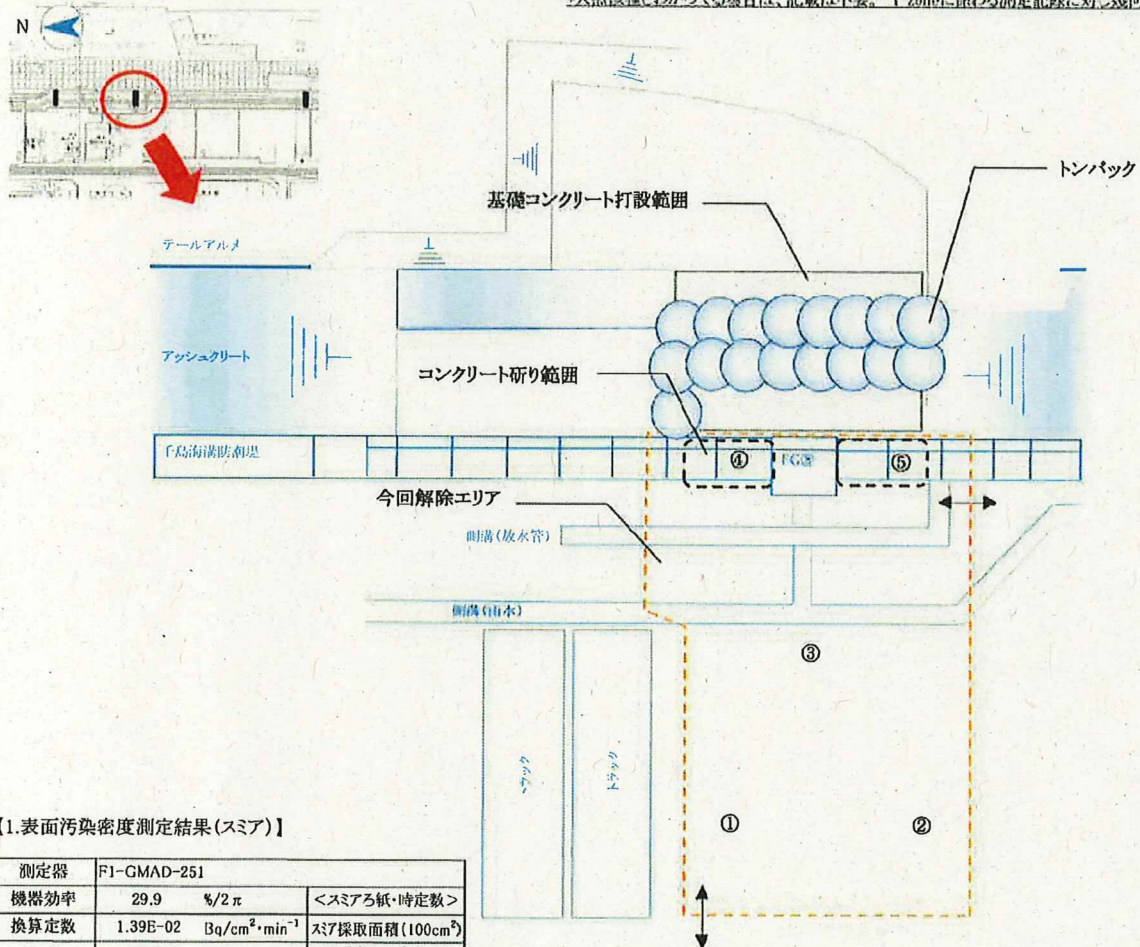 N
トンパック
基礎コンクリート打設範囲
テールアルメ
アッシュクリート
コンクリート斫り範囲
千島海溝防潮堤
④
⑤
今回解除エリア
側溝(放水管)
側溝(雨水)
③
トラック
①
②
【1.表面汚染密度測定結果(スミア)】
測定器 F1-GMAD-251
機器効率 29.9 %/2π <スミアろ紙・時定数>
換算定数 1.39E-02 Bq/cm²・min⁻¹ スミア採取面積(100cm²)